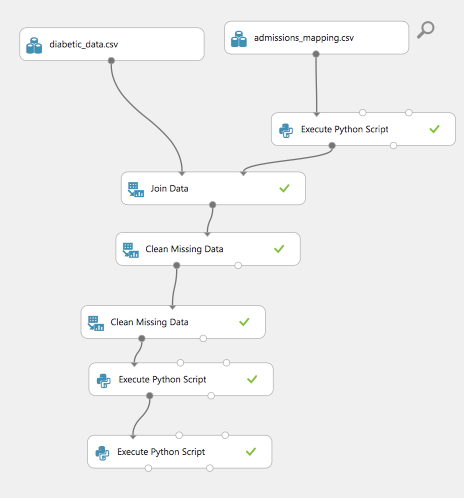 diabetic_data.csv
admissions_mapping.csv
Execute Python Script
Join Data
Clean Missing Data
Clean Missing Data
Execute Python Script
Execute Python Script